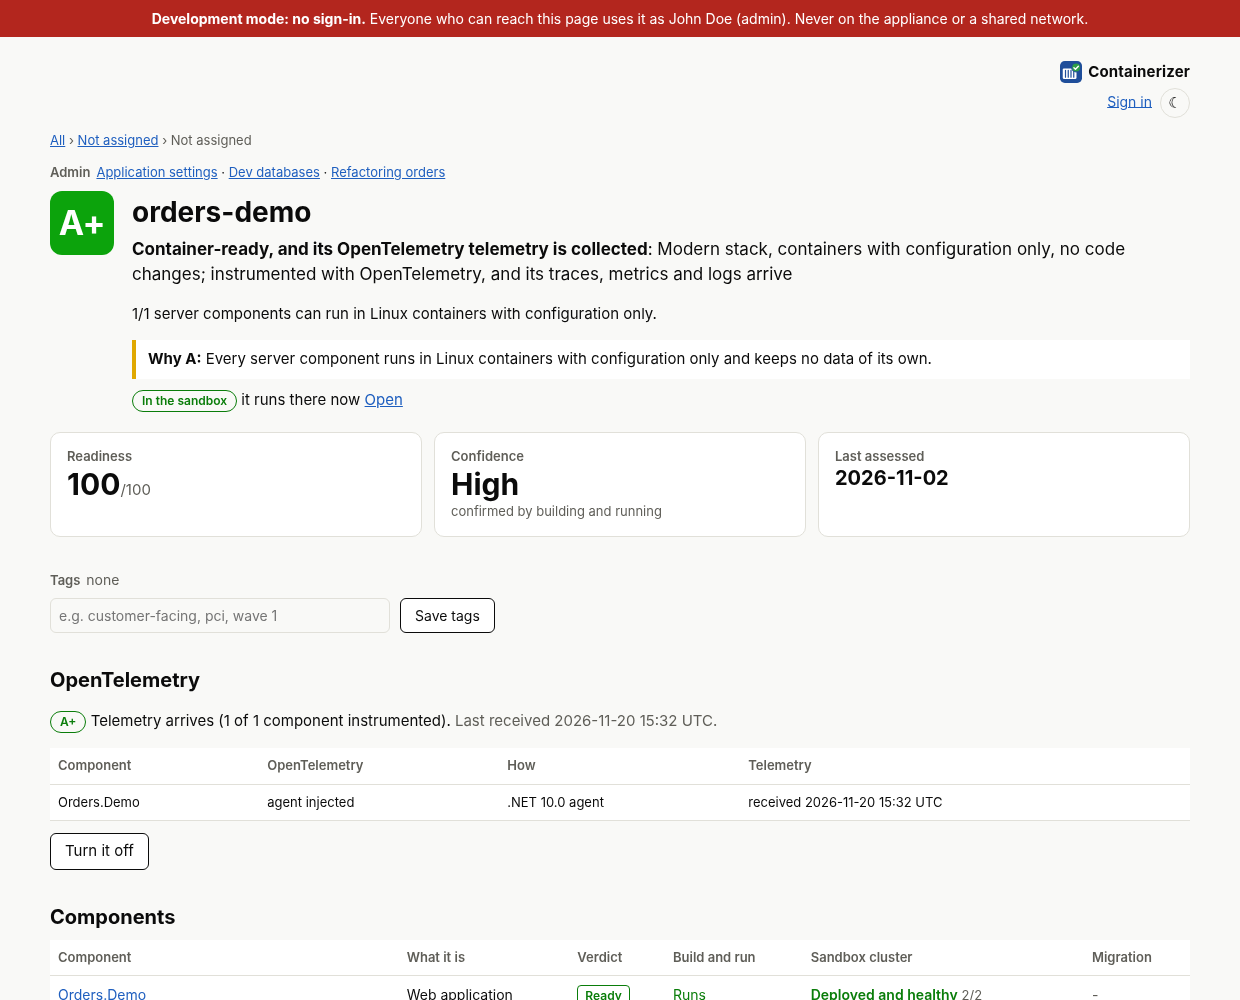 Development mode: no sign-in. Everyone who can reach this page uses it as John Doe (admin). Never on the appliance or a shared network.
Containerizer
Sign in ☾
All › Not assigned › Not assigned
Admin Application settings · Dev databases · Refactoring orders
A+
orders-demo
Container-ready, and its OpenTelemetry telemetry is collected: Modern stack, containers with configuration only, no code
changes; instrumented with OpenTelemetry, and its traces, metrics and logs arrive
1/1 server components can run in Linux containers with configuration only.
Why A: Every server component runs in Linux containers with configuration only and keeps no data of its own.
In the sandbox it runs there now Open
Readiness
100/100
Confidence
High
confirmed by building and running
Last assessed
2026-11-02
Tags none
e.g. customer-facing, pci, wave 1
Save tags
OpenTelemetry
A+ Telemetry arrives (1 of 1 component instrumented). Last received 2026-11-20 15:32 UTC.
Component OpenTelemetry How Telemetry
Orders.Demo agent injected .NET 10.0 agent received 2026-11-20 15:32 UTC
Turn it off
Components
Component What it is Verdict Build and run Sandbox cluster Migration
Orders.Demo Web application Ready Runs Deployed and healthy 2/2 -